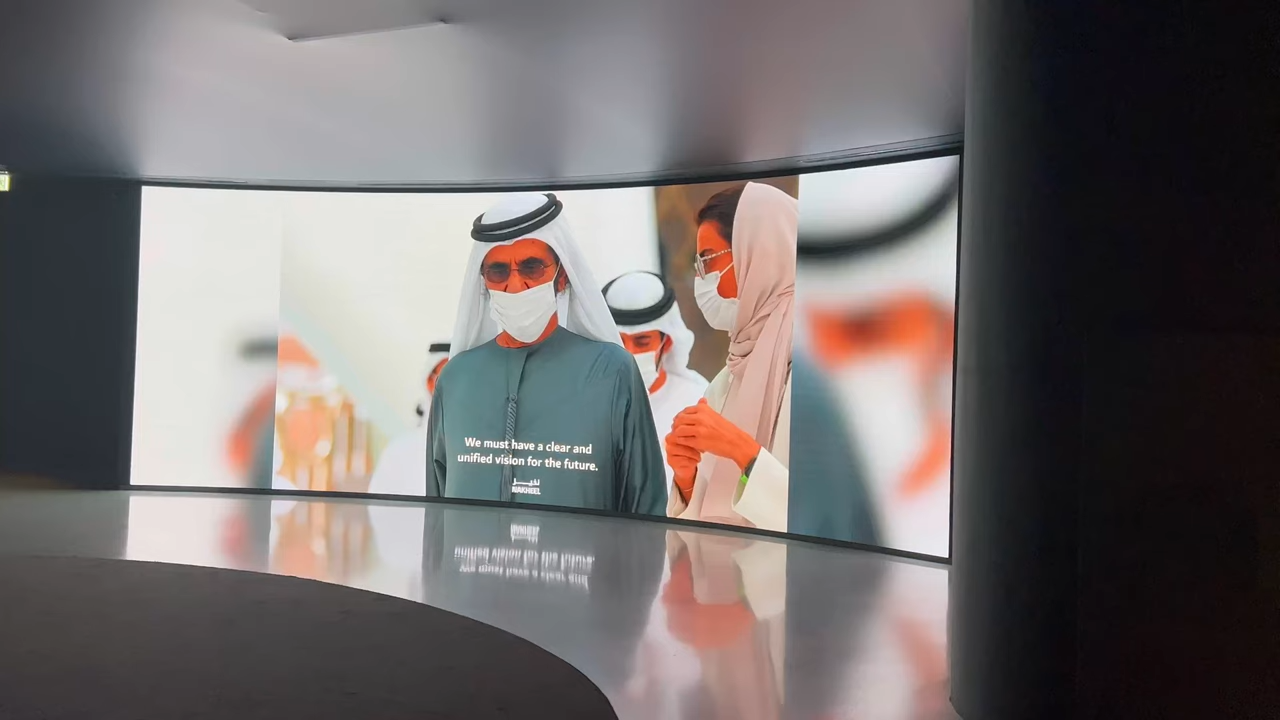 We must have a clear and
unified vision for the future.
نخيل
NAKHEEL